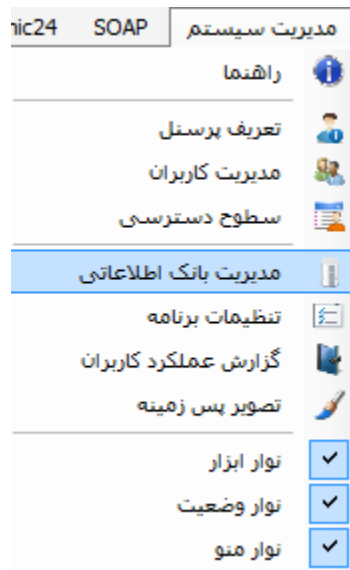 مدیریت سیستم SOAP nic24
راهنما
تعریف پرسنل
مدیریت کاربران
سطوح دسترسی
مدیریت بانک اطلاعاتی
تنظیمات برنامه
گزارش عملکرد کاربران
تصویر پس زمینه
نوار ابزار
نوار وضعیت
نوار منو